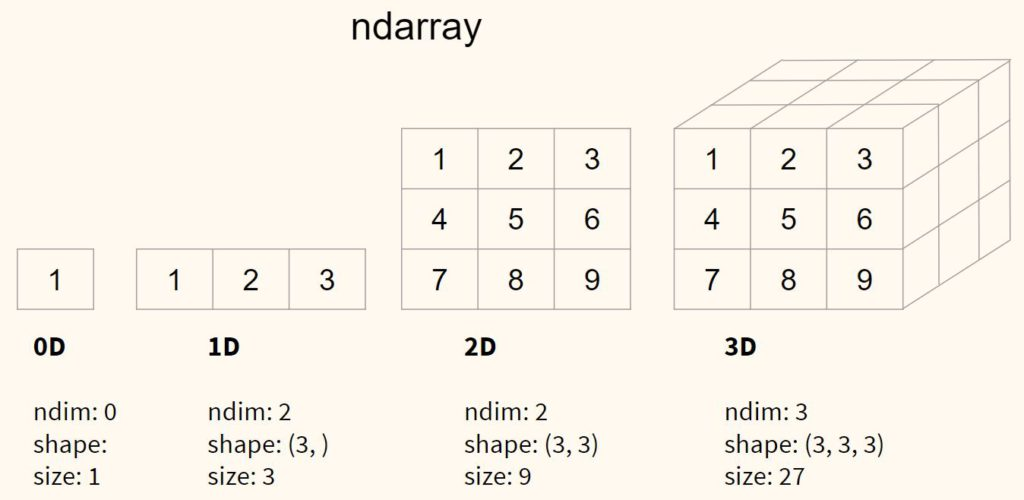 ndarray
1
1 2 3
1 2 3
4 5 6
7 8 9
1 2 3
4 5 6
7 8 9
0D
ndim: 0
shape:
size: 1
1D
ndim: 2
shape: (3, )
size: 3
2D
ndim: 2
shape: (3, 3)
size: 9
3D
ndim: 3
shape: (3, 3, 3)
size: 27